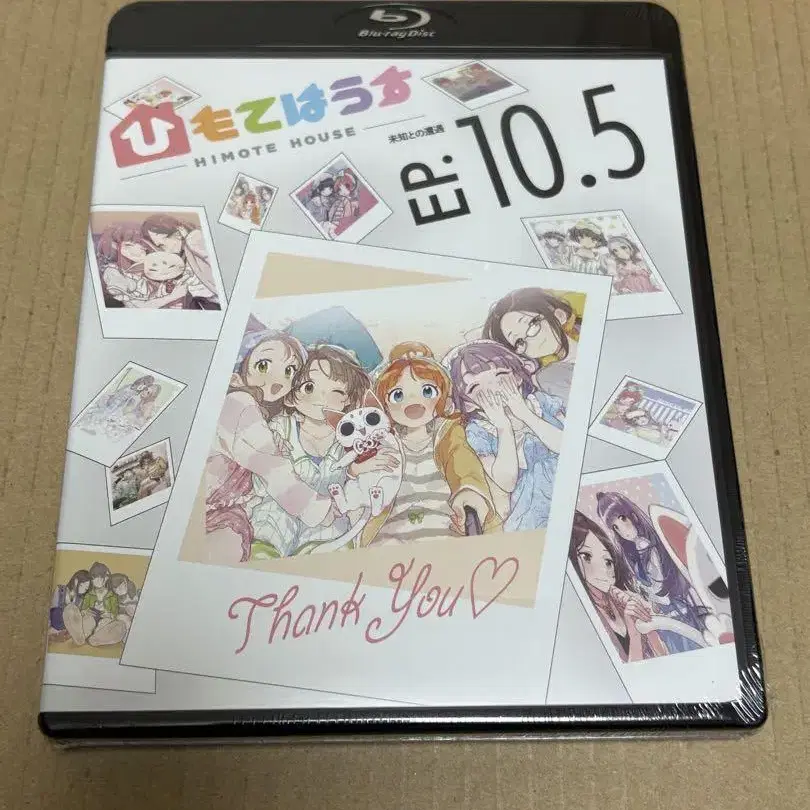 Blu-ray Disc
ひもてはうす
HIMOTE HOUSE
未知との遭遇
EP.10.5
Thank You♡